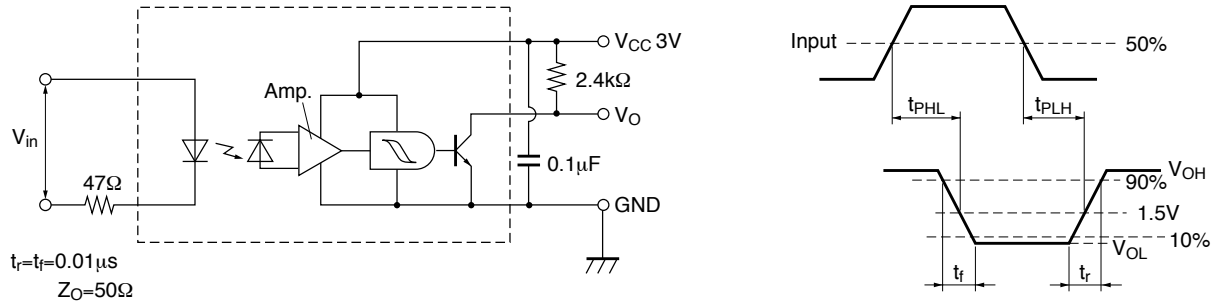 V_CC 3V
2.4kΩ
Amp.
V_O
V_in
47Ω
0.1μF
GND
t_r=t_f=0.01μs
Z_O=50Ω
Input
50%
t_PHL
t_PLH
V_OH
90%
1.5V
10%
V_OL
t_f
t_r